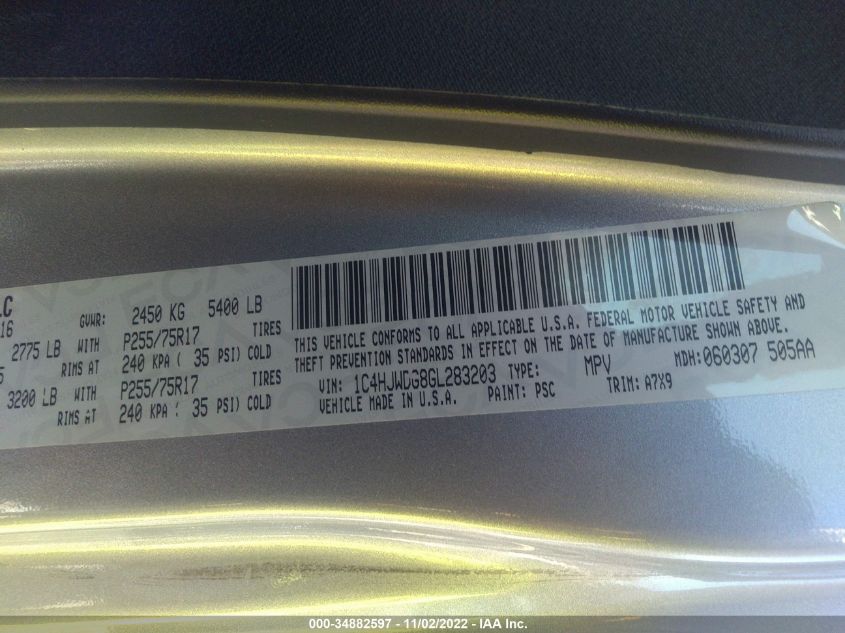 LC
16
GVWR: 2450 KG 5400 LB
2775 LB WITH P255/75R17 TIRES
5 RIMS AT 240 KPA ( 35 PSI) COLD
3200 LB WITH P255/75R17 TIRES
RIMS AT 240 KPA ( 35 PSI) COLD
THIS VEHICLE CONFORMS TO ALL APPLICABLE U.S.A. FEDERAL MOTOR VEHICLE SAFETY AND
THEFT PREVENTION STANDARDS IN EFFECT ON THE DATE OF MANUFACTURE SHOWN ABOVE.
VIN: 1C4HJWDG8GL283203 TYPE: MPV MDH: 060307 505AA
VEHICLE MADE IN U.S.A. PAINT: PSC TRIM: A7X9
000-34882597 - 11/02/2022 - IAA Inc.